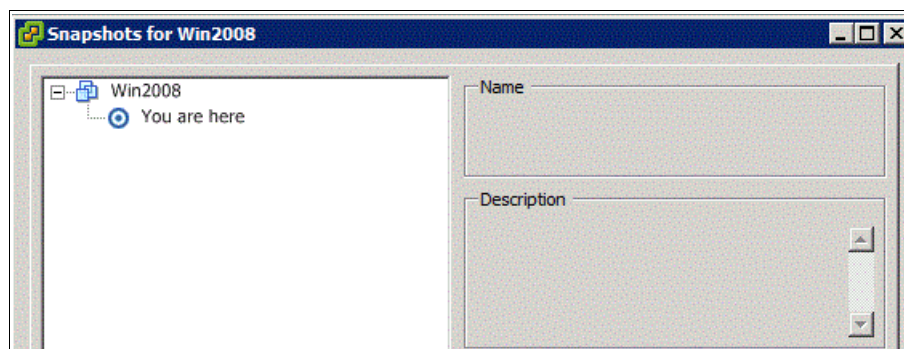 Snapshots for Win2008
Win2008
You are here
Name
Description